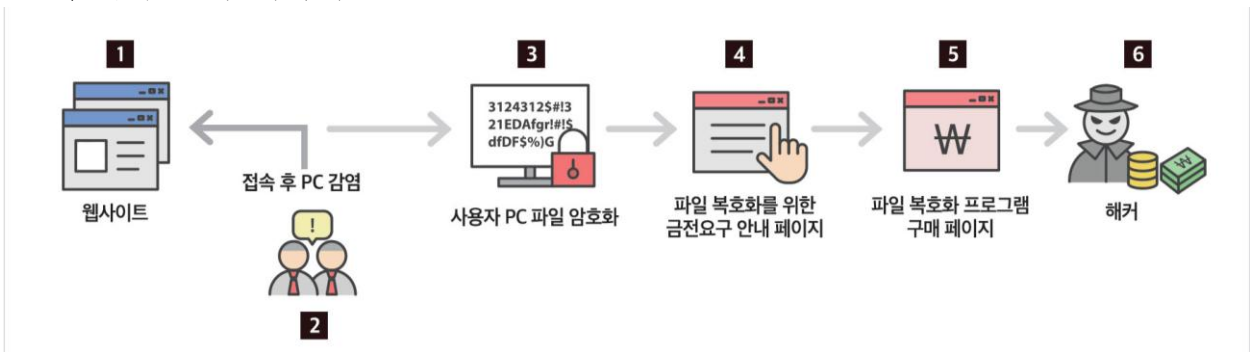 1
웹사이트
접속 후 PC 감염
!
2
3
3124312$#!3
21EDAfgr!#!$
dfDF$%)G
사용자 PC 파일 암호화
4
파일 복호화를 위한
금전요구 안내 페이지
5
₩
파일 복호화 프로그램
구매 페이지
6
₩
해커